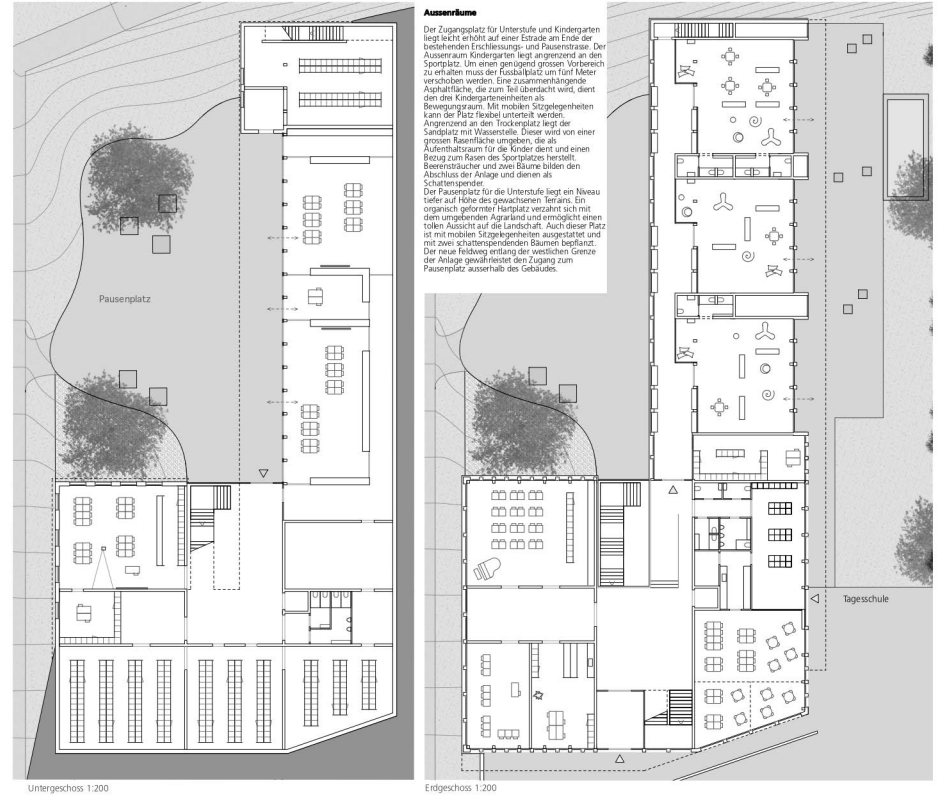 Aussenräume
Der Zugangsplatz für Unterstufe und Kindergarten
liegt leicht erhöht auf einer Estrade am Ende der
bestehenden Erschliessungs- und Pausenstrasse. Der
Aussenraum Kindergarten liegt angrenzend an den
Sportplatz. Um einen genügend grossen Vorbereich
zu erhalten muss der Fussballplatz um fünf Meter
verschoben werden. Eine zusammenhängende
Asphaltfläche, die zum Teil überdacht wird, dient
den drei Kindergarteneinheiten als
Bewegungsraum. Mit mobilen Sitzgelegenheiten
kann der Platz flexibel unterteilt werden.
Angrenzend an den Trockenplatz liegt der
Sandplatz mit Wasserstelle. Dieser wird von einer
grossen Rasenfläche umgeben, die als
Aufenthaltsraum für die Kinder dient und einen
Bezug zum Rasen des Sportplatzes herstellt.
Beerensträucher und zwei Bäume bilden den
Abschluss der Anlage und dienen als
Schattenspender.
Der Pausenplatz für die Unterstufe liegt ein Niveau
tiefer auf Höhe des gewachsenen Terrains. Ein
organisch geformter Hartplatz verzahnt sich mit
dem umgebenden Agrarland und ermöglicht einen
tollen Aussicht auf die Landschaft. Auch dieser Platz
ist mit mobilen Sitzgelegenheiten ausgestattet und
mit zwei schattenspendenden Bäumen bepflanzt.
Der neue Feldweg entlang der westlichen Grenze
der Anlage gewährleistet den Zugang zum
Pausenplatz ausserhalb des Gebäudes.
Pausenplatz
Tagesschule
Untergeschoss 1:200
Erdgeschoss 1:200